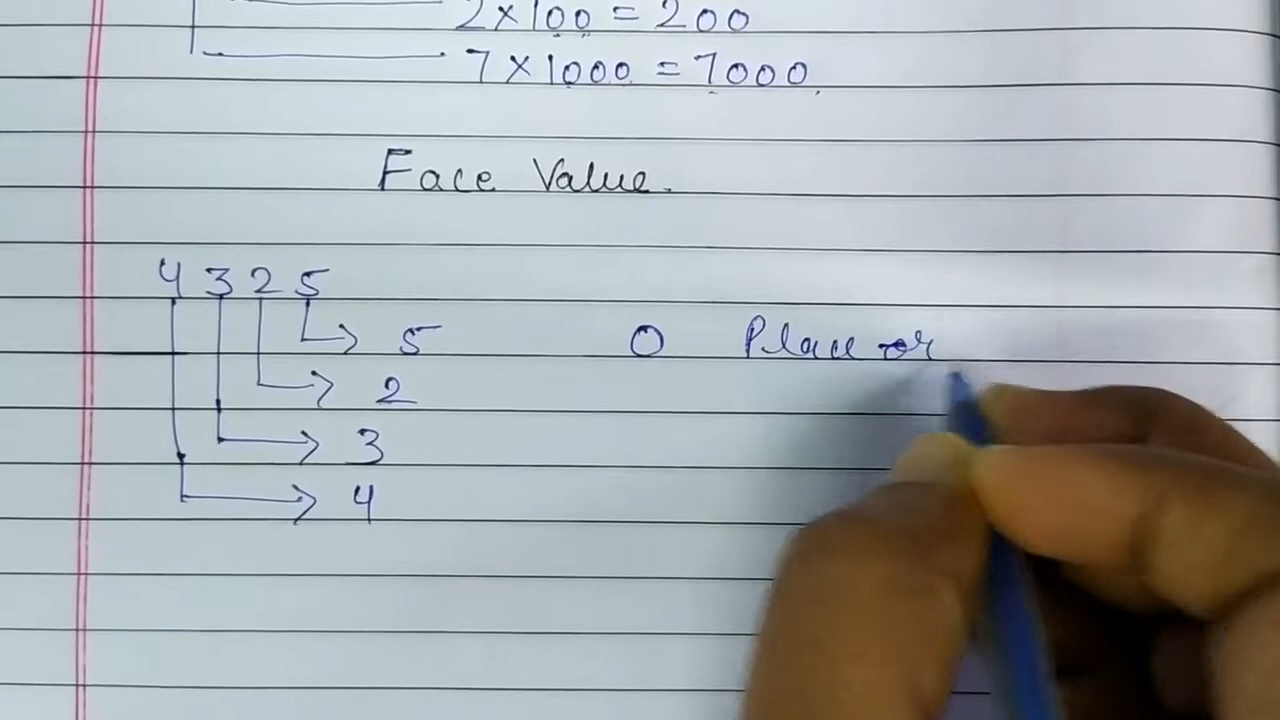 2×100 = 200
7×1000 = 7000
Face Value.
4 3 2 5
5
0 Place or
2
3
4